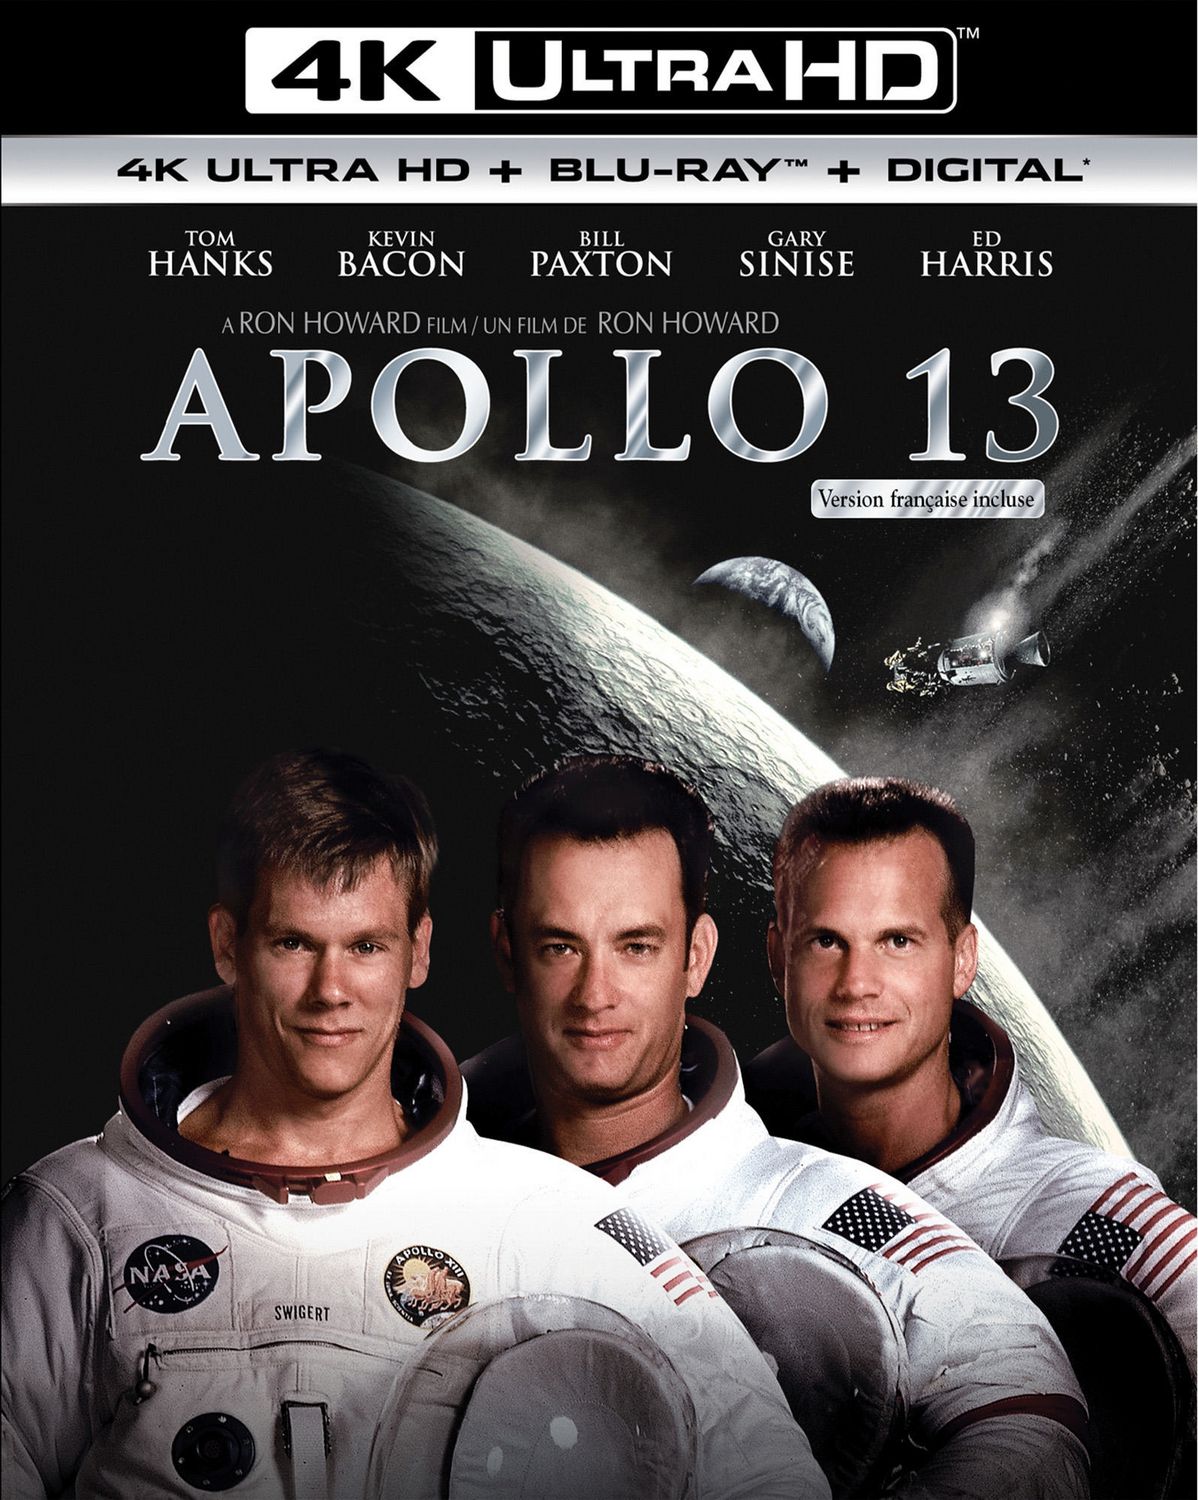 4K ULTRA HD™
4K ULTRA HD + BLU-RAY™ + DIGITAL*
TOM HANKS
KEVIN BACON
BILL PAXTON
GARY SINISE
ED HARRIS
A RON HOWARD FILM / UN FILM DE RON HOWARD
APOLLO 13
Version française incluse
NASA
APOLLO XIII
SWIGERT